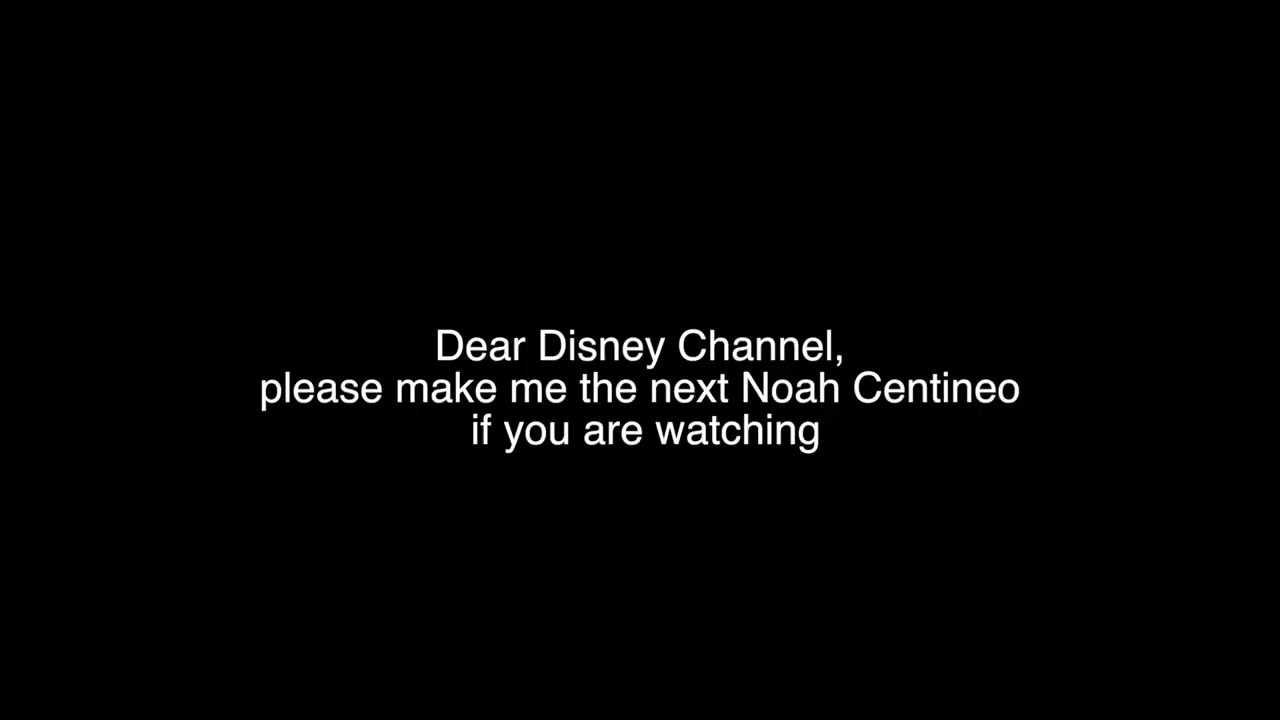 Dear Disney Channel,
please make me the next Noah Centineo
if you are watching